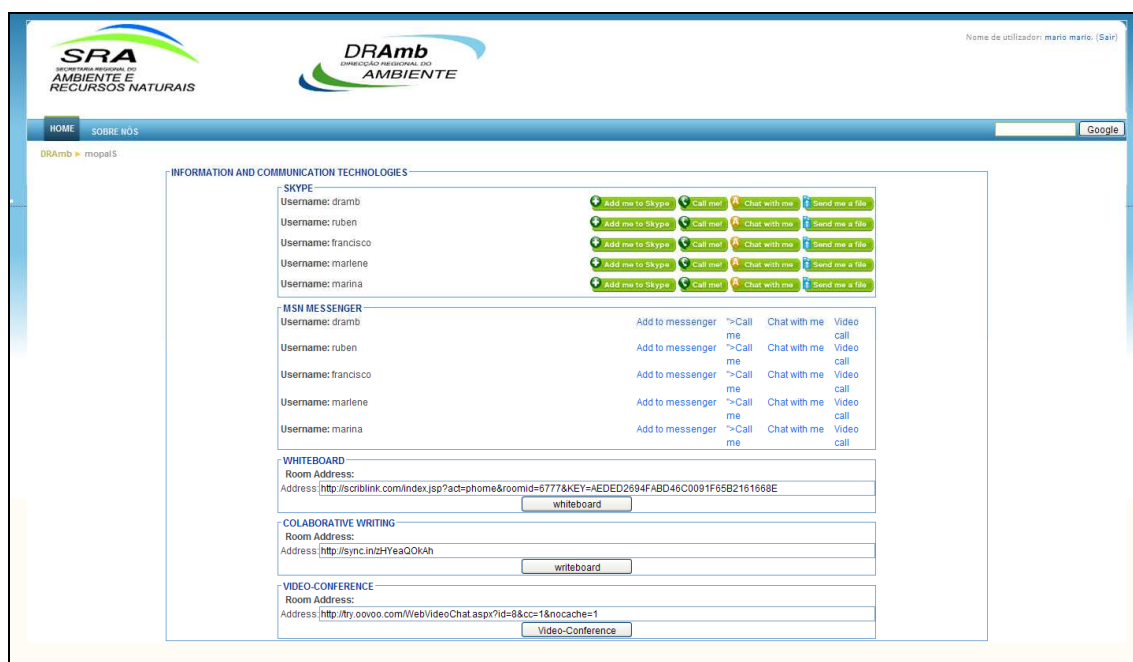 SRA
SECRETARIA REGIONAL DO
AMBIENTE E
RECURSOS NATURAIS
DRAmb
DIRECÇÃO REGIONAL DO
AMBIENTE
Nome de utilizador: mario mario. (Sair)
HOME SOBRE NÓS
Google
DRAmb ► mopalS
INFORMATION AND COMMUNICATION TECHNOLOGIES
SKYPE
Username: dramb Add me to Skype Call me! Chat with me Send me a file
Username: ruben Add me to Skype Call me! Chat with me Send me a file
Username: francisco Add me to Skype Call me! Chat with me Send me a file
Username: marlene Add me to Skype Call me! Chat with me Send me a file
Username: marina Add me to Skype Call me! Chat with me Send me a file
MSN MESSENGER
Username: dramb Add to messenger ">Call Chat with me Video
me call
Username: ruben Add to messenger ">Call Chat with me Video
me call
Username: francisco Add to messenger ">Call Chat with me Video
me call
Username: marlene Add to messenger ">Call Chat with me Video
me call
Username: marina Add to messenger ">Call Chat with me Video
me call
WHITEBOARD
Room Address:
Address: http://scriblink.com/index.jsp?act=phome&roomid=6777&KEY=AEDED2694FABD46C0091F65B2161668E
whiteboard
COLABORATIVE WRITING
Room Address:
Address: http://sync.in/zHYeaQOkAh
writeboard
VIDEO-CONFERENCE
Room Address:
Address: http://try.oovoo.com/WebVideoChat.aspx?id=8&cc=1&nocache=1
Video-Conference